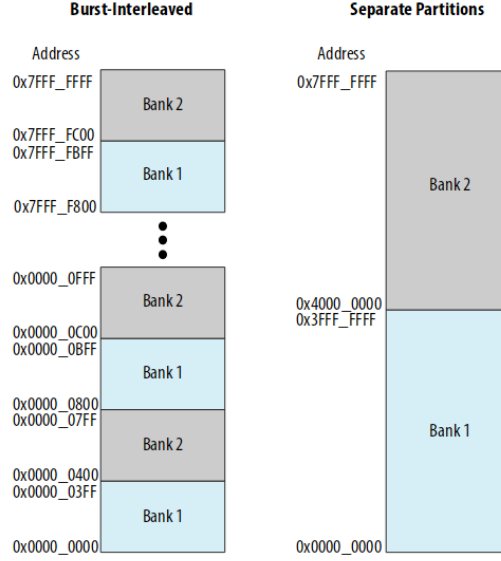 Burst-Interleaved
Address
0x7FFF_FFFF
Bank 2
0x7FFF_FC00
0x7FFF_FBFF
Bank 1
0x7FFF_F800
0x0000_0FFF
Bank 2
0x0000_0C00
0x0000_0BFF
Bank 1
0x0000_0800
0x0000_07FF
Bank 2
0x0000_0400
0x0000_03FF
Bank 1
0x0000_0000
Separate Partitions
Address
0x7FFF_FFFF
Bank 2
0x4000_0000
0x3FFF_FFFF
Bank 1
0x0000_0000